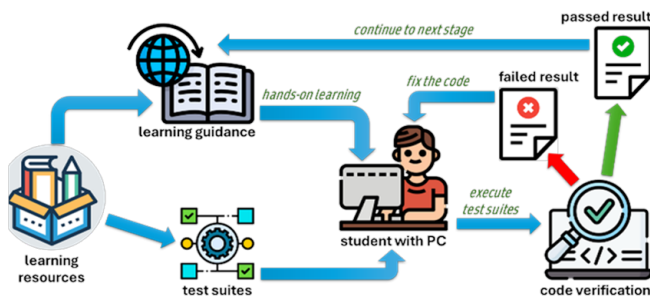 passed result
continue to next stage
failed result
fix the code
hands-on learning
learning guidance
execute
test suites
student with PC
learning
resources
test suites
</>
code verification